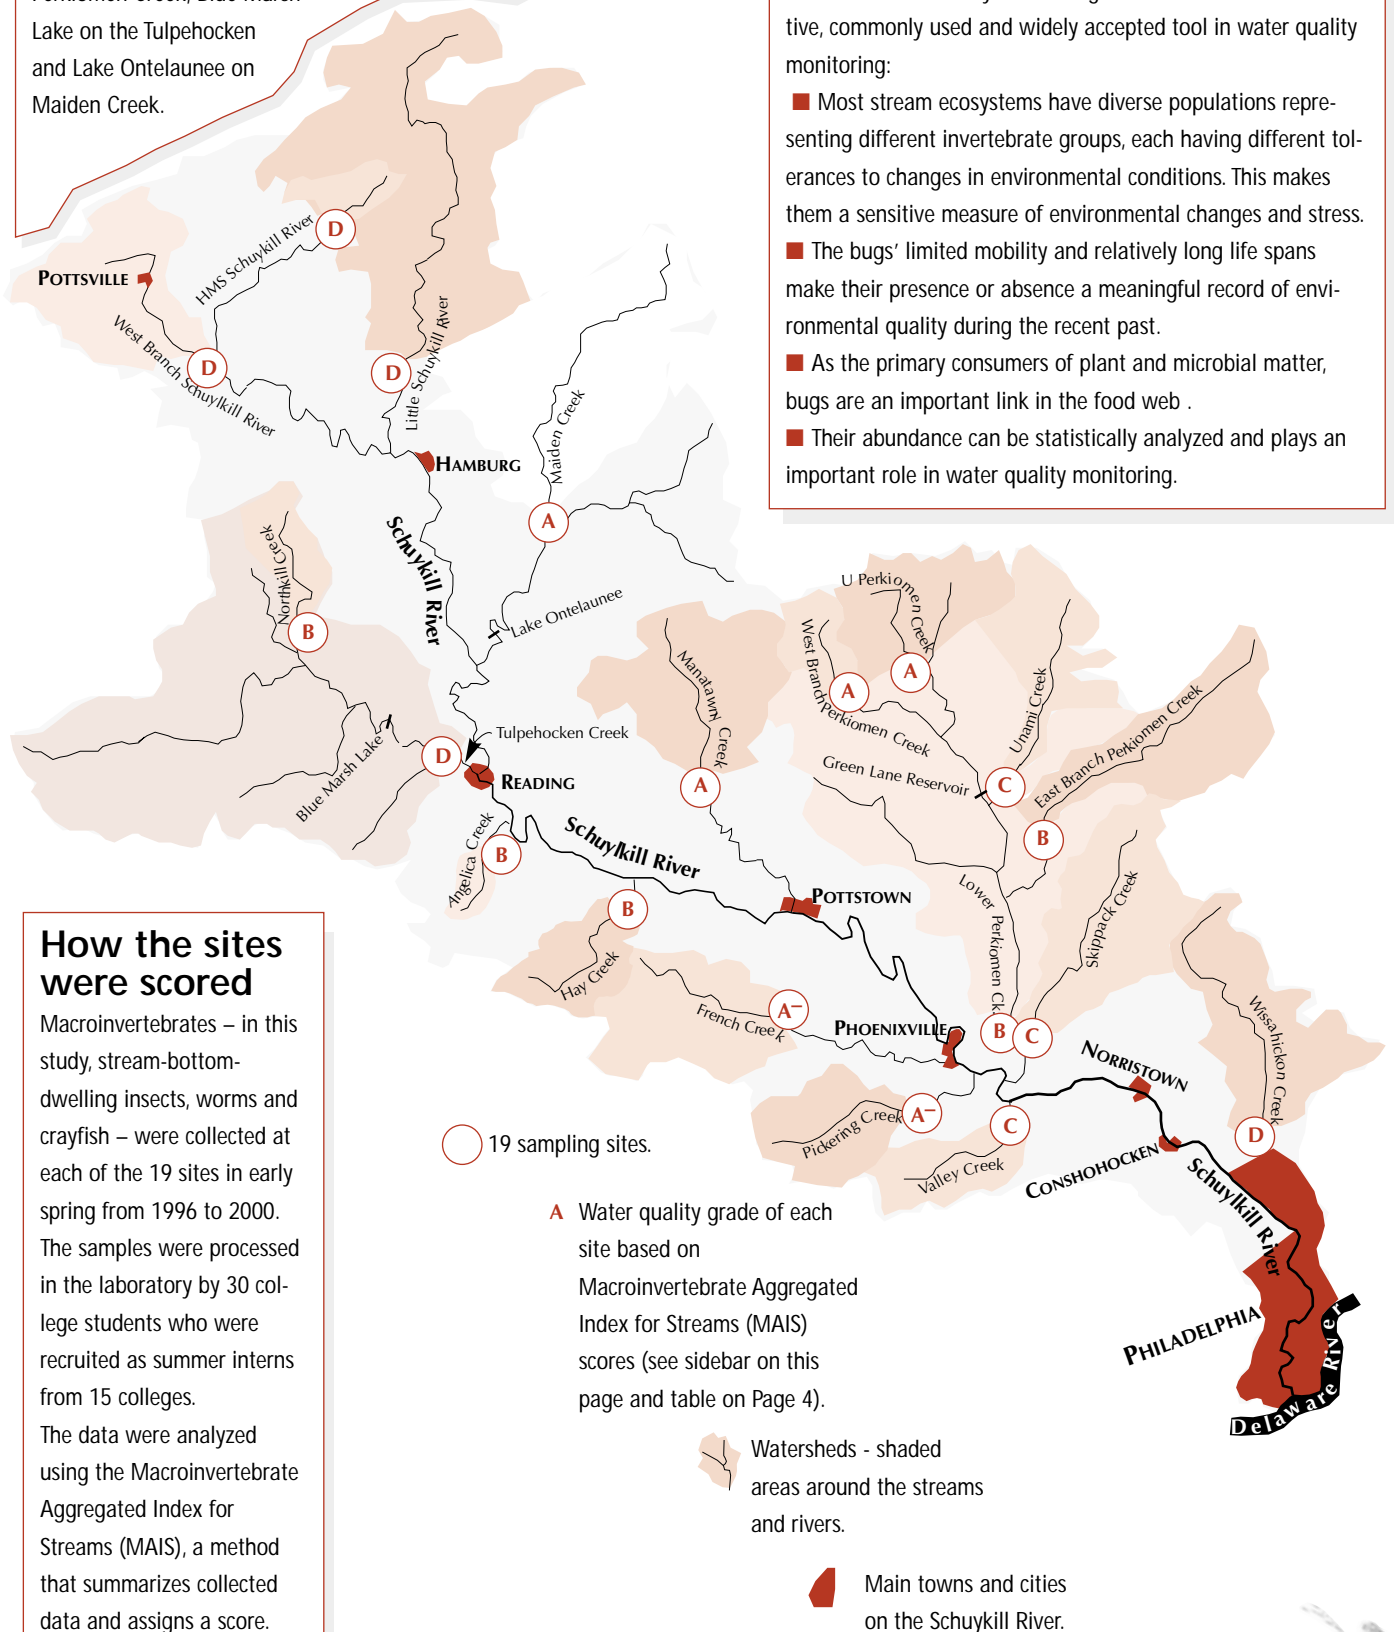 Lake on the Tulpehocken
and Lake Ontelaunee on
Maiden Creek.
tive, commonly used and widely accepted tool in water quality
monitoring:
■ Most stream ecosystems have diverse populations repre-
senting different invertebrate groups, each having different tol-
erances to changes in environmental conditions. This makes
them a sensitive measure of environmental changes and stress.
■ The bugs’ limited mobility and relatively long life spans
make their presence or absence a meaningful record of envi-
ronmental quality during the recent past.
■ As the primary consumers of plant and microbial matter,
bugs are an important link in the food web .
■ Their abundance can be statistically analyzed and plays an
important role in water quality monitoring.
D
HMS Schuykill River
POTTSVILLE
West Branch Schuylkill River
D
D
Little Schuykill River
Maiden Creek
HAMBURG
A
Schuykill River
Northkill Creek
B
Lake Ontelaunee
U Perkiomen Creek
A
West Branch Perkiomen Creek
A
Manatawny Creek
A
Unami Creek
C
East Branch Perkiomen Creek
B
Green Lane Reservoir
Tulpehocken Creek
D
Blue Marsh Lake
READING
Angelica Creek
B
Schuylkill River
POTTSTOWN
Lower Perkiomen Ck
B
Skippack Creek
C
B
Hay Creek
French Creek
A–
PHOENIXVILLE
NORRISTOWN
Wissahickon Creek
D
Pickering Creek
A–
Valley Creek
C
CONSHOHOCKEN
Schuylkill River
PHILADELPHIA
Delaware River
How the sites
were scored
Macroinvertebrates – in this
study, stream-bottom-
dwelling insects, worms and
crayfish – were collected at
each of the 19 sites in early
spring from 1996 to 2000.
The samples were processed
in the laboratory by 30 col-
lege students who were
recruited as summer interns
from 15 colleges.
The data were analyzed
using the Macroinvertebrate
Aggregated Index for
Streams (MAIS), a method
that summarizes collected
data and assigns a score.
19 sampling sites.
A Water quality grade of each
site based on
Macroinvertebrate Aggregated
Index for Streams (MAIS)
scores (see sidebar on this
page and table on Page 4).
Watersheds - shaded
areas around the streams
and rivers.
Main towns and cities
on the Schuykill River.